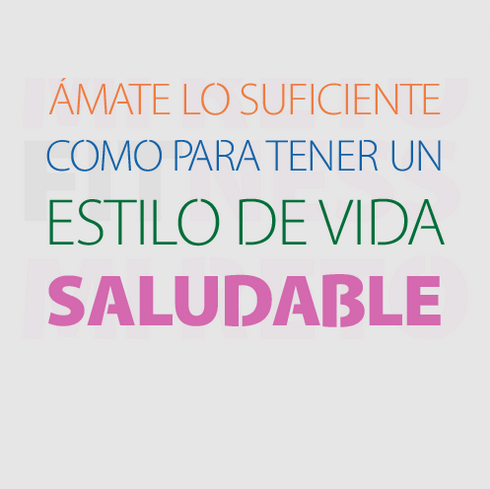 ÁMATE LO SUFICIENTE
COMO PARA TENER UN
ESTILO DE VIDA
SALUDABLE